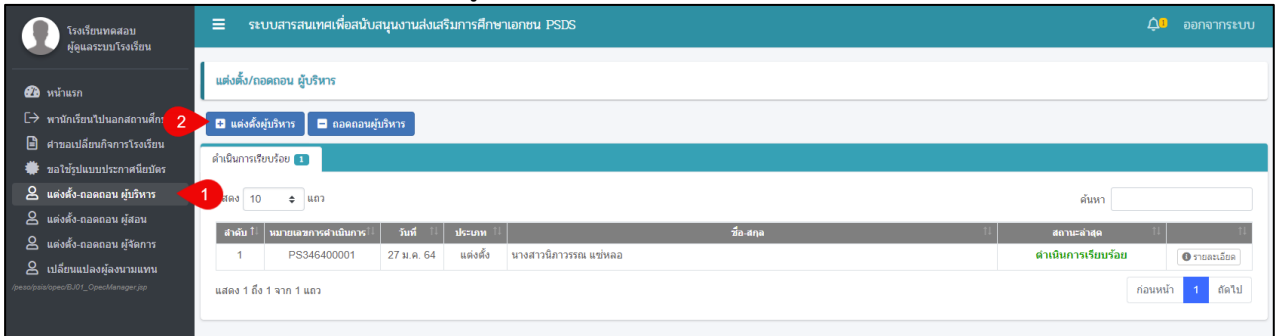 โรงเรียนทดสอบ
ผู้ดูแลระบบโรงเรียน
ระบบสารสนเทศเพื่อสนับสนุนงานส่งเสริมการศึกษาเอกชน PSDS
ออกจากระบบ
หน้าแรก
พานักเรียนไปนอกสถานศึก
คำขอเปลี่ยนกิจการโรงเรียน
ขอใช้รูปแบบประกาศนียบัตร
แต่งตั้ง-ถอดถอน ผู้บริหาร
แต่งตั้ง-ถอดถอน ผู้สอน
แต่งตั้ง-ถอดถอน ผู้จัดการ
เปลี่ยนแปลงผู้ลงนามแทน
/peso/psis/opec/BJ01_OpecManager.jsp
1
2
แต่งตั้ง/ถอดถอน ผู้บริหาร
แต่งตั้งผู้บริหาร ถอดถอนผู้บริหาร
ดำเนินการเรียบร้อย 1
แสดง 10 แถว ค้นหา
ลำดับ หมายเลขการดำเนินการ วันที่ ประเภท ชื่อ-สกุล สถานะล่าสุด
1 PS346400001 27 ม.ค. 64 แต่งตั้ง นางสาวนิภาวรรณ แซ่หลอ ดำเนินการเรียบร้อย รายละเอียด
แสดง 1 ถึง 1 จาก 1 แถว ก่อนหน้า 1 ถัดไป